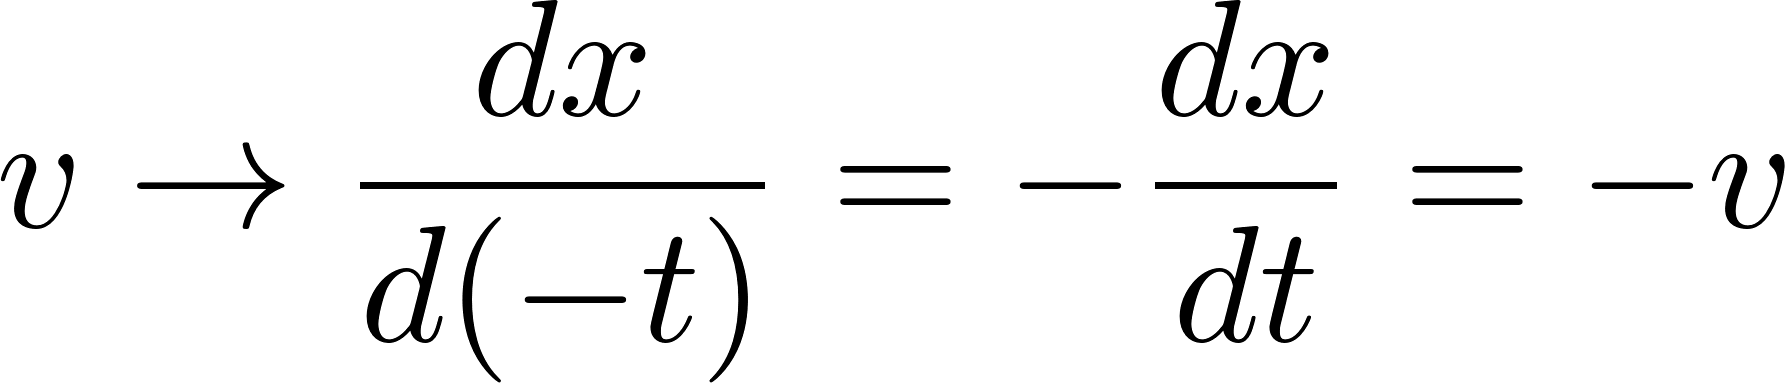 v → dx/d(−t) = −dx/dt = −v